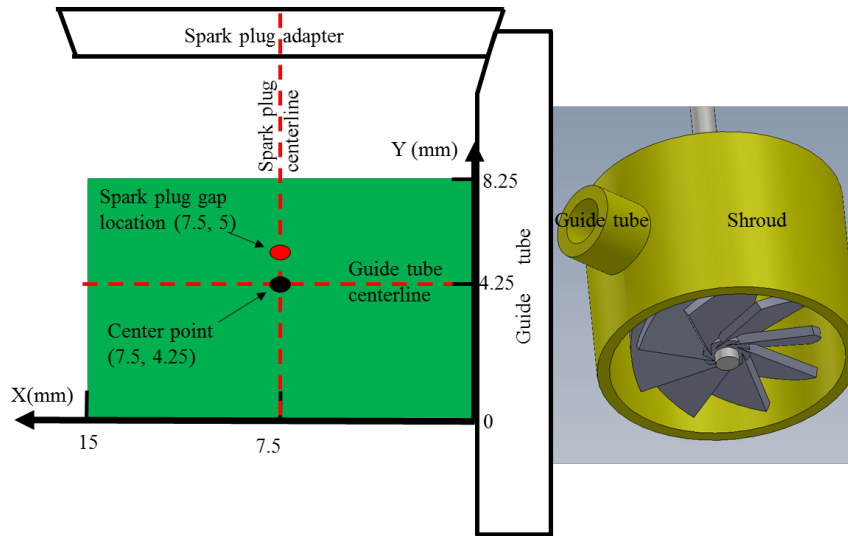 Spark plug adapter
Spark plug
centerline
Y (mm)
8.25
Spark plug gap
location (7.5, 5)
Guide tube
centerline
4.25
Center point
(7.5, 4.25)
Guide tube
X(mm)
0
15
7.5
Guide tube
Shroud